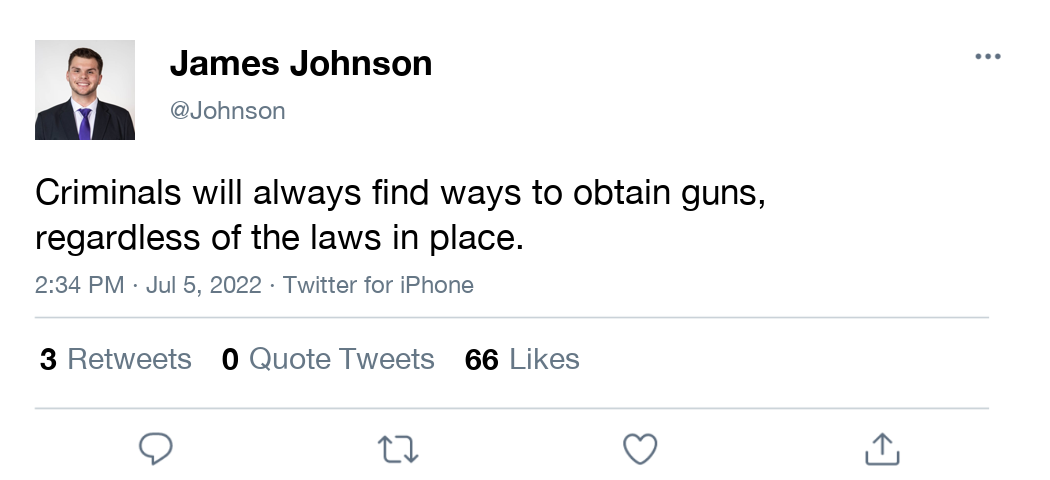 James Johnson
@Johnson
Criminals will always find ways to obtain guns,
regardless of the laws in place.
2:34 PM · Jul 5, 2022 · Twitter for iPhone
3 Retweets 0 Quote Tweets 66 Likes